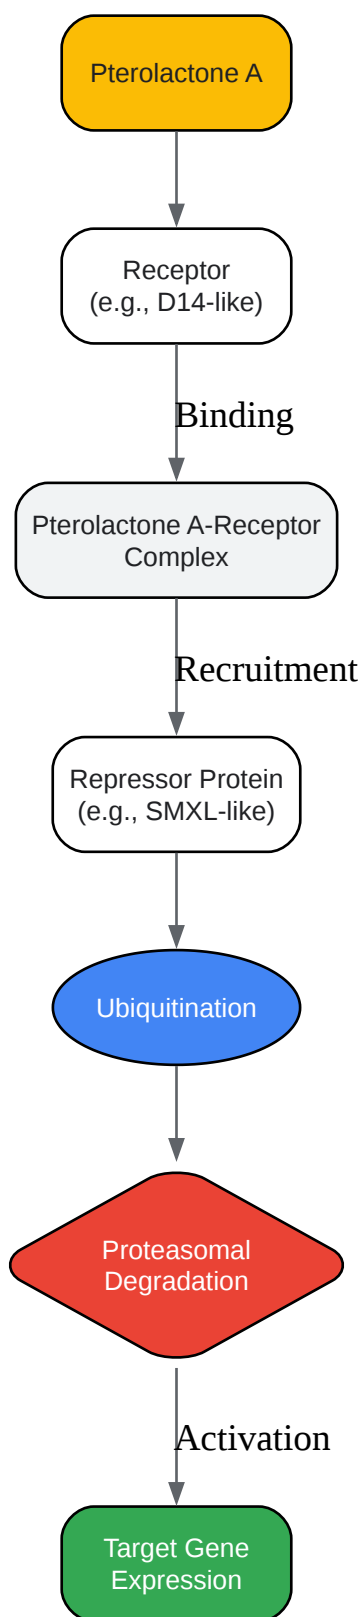 Pterolactone A
Receptor
(e.g., D14-like)
Binding
Pterolactone A-Receptor
Complex
Recruitment
Repressor Protein
(e.g., SMXL-like)
Ubiquitination
Proteasomal
Degradation
Activation
Target Gene
Expression